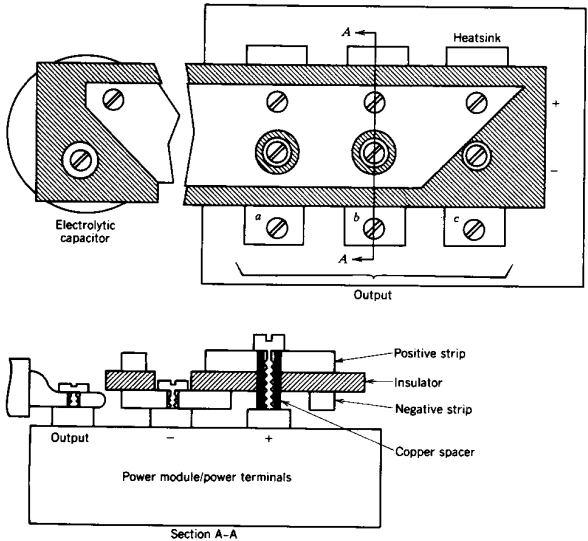 A
Heatsink
+
−
Electrolytic
capacitor
a
b
c
A
Output
Positive strip
Insulator
Negative strip
Output
−
+
Copper spacer
Power module/power terminals
Section A–A